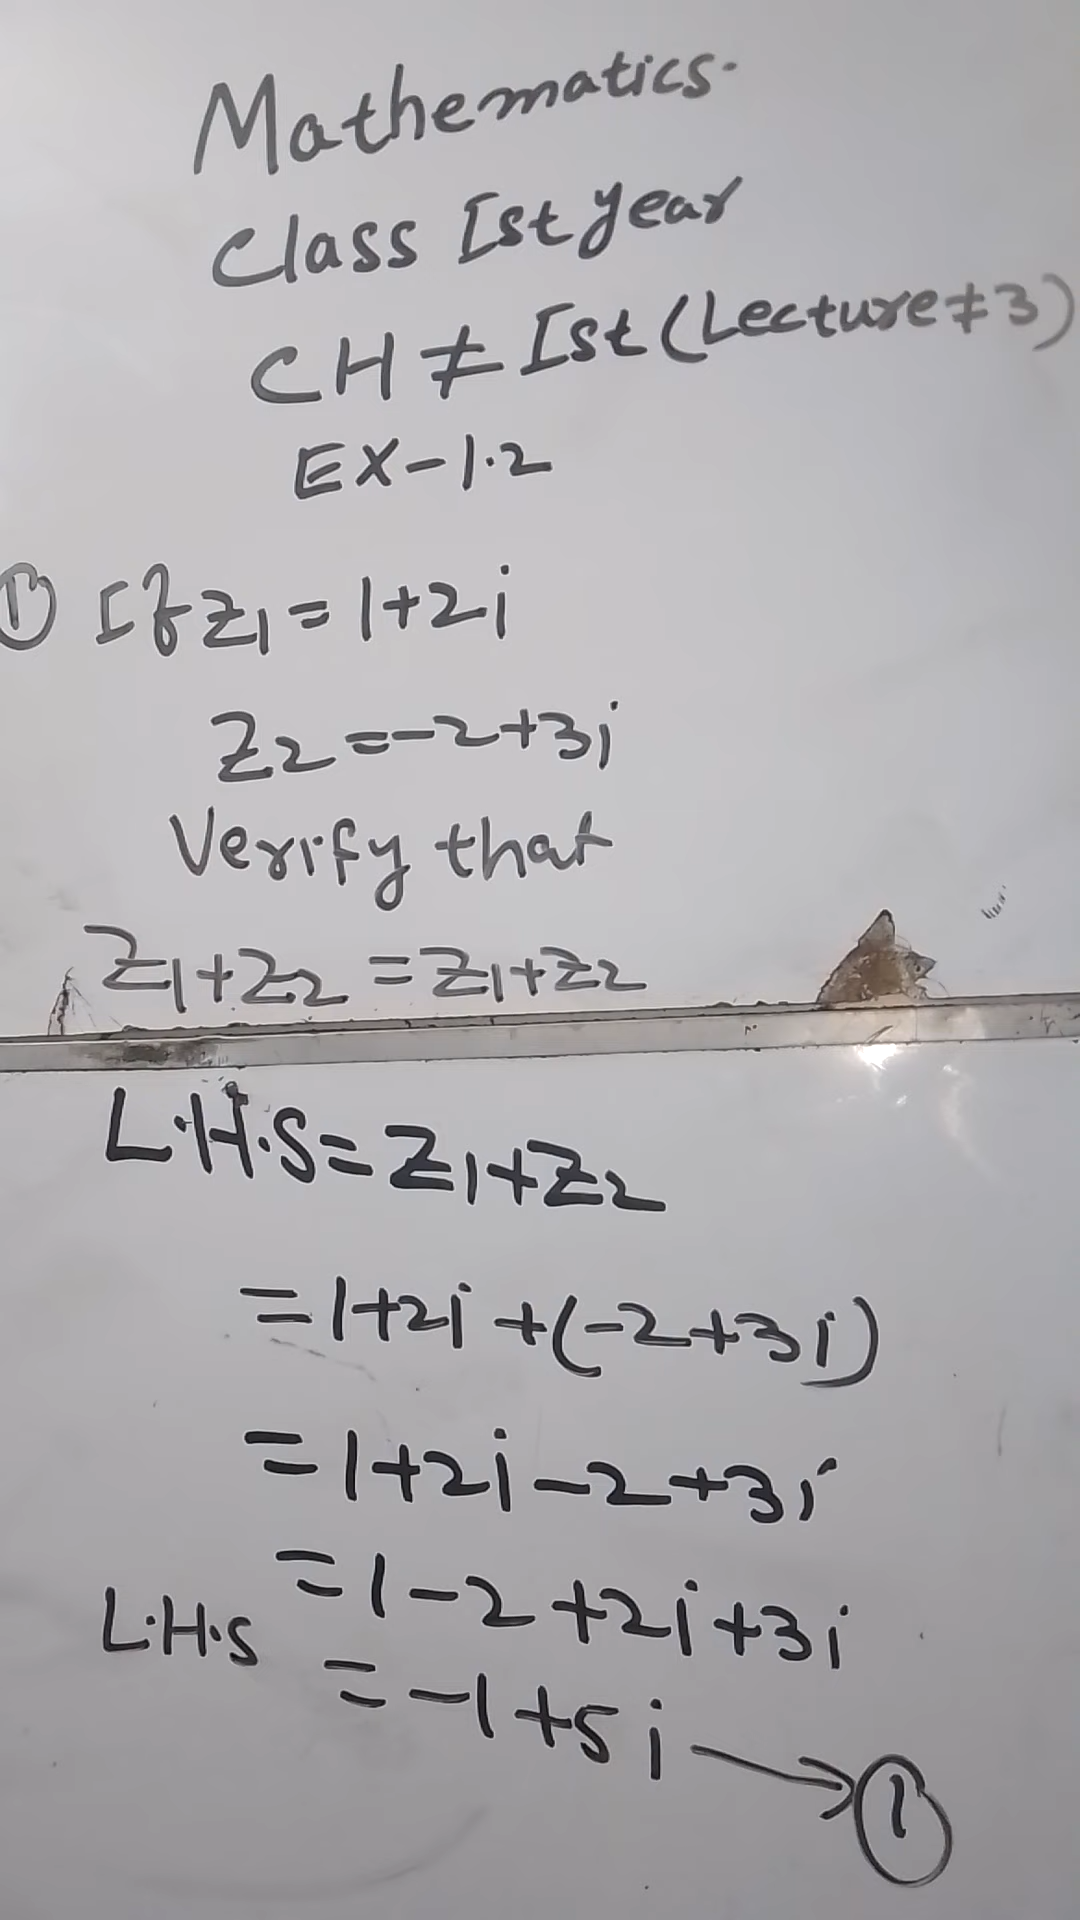 Mathematics.
Class Ist year
CH ≠ Ist (Lecture ≠ 3)
EX-1.2
① If z1 = 1+2i
z2 = -2+3i
Verify that
z1+z2 = z1+z2
L.H.S = z1+z2
= 1+2i +(-2+3i)
= 1+2i -2+3i
= 1-2+2i+3i
L.H.S = -1+5i → ①